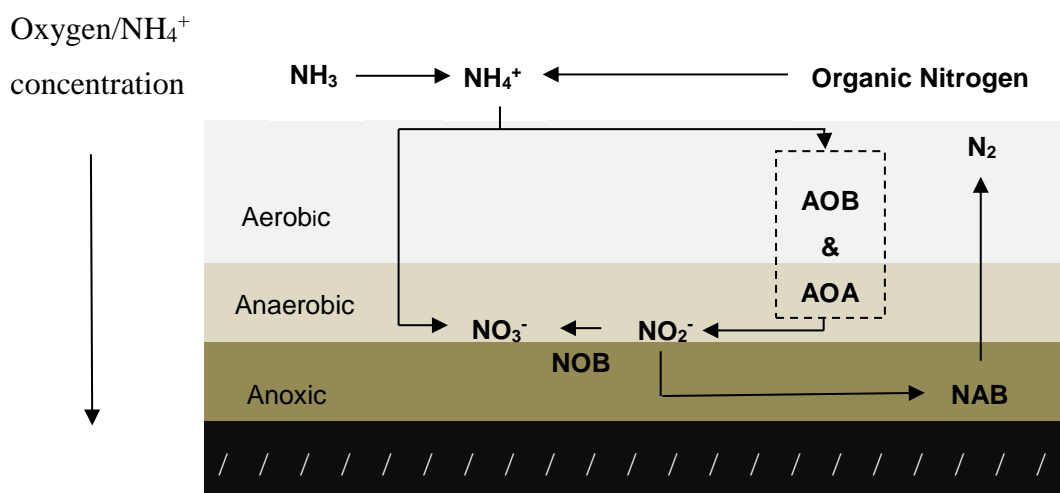 Oxygen/NH₄⁺
concentration
NH₃
NH₄⁺
Organic Nitrogen
N₂
AOB
&
AOA
Aerobic
Anaerobic
NO₃⁻
NO₂⁻
NOB
Anoxic
NAB
/ / / / / / / / / / / / / / / / / / / / /